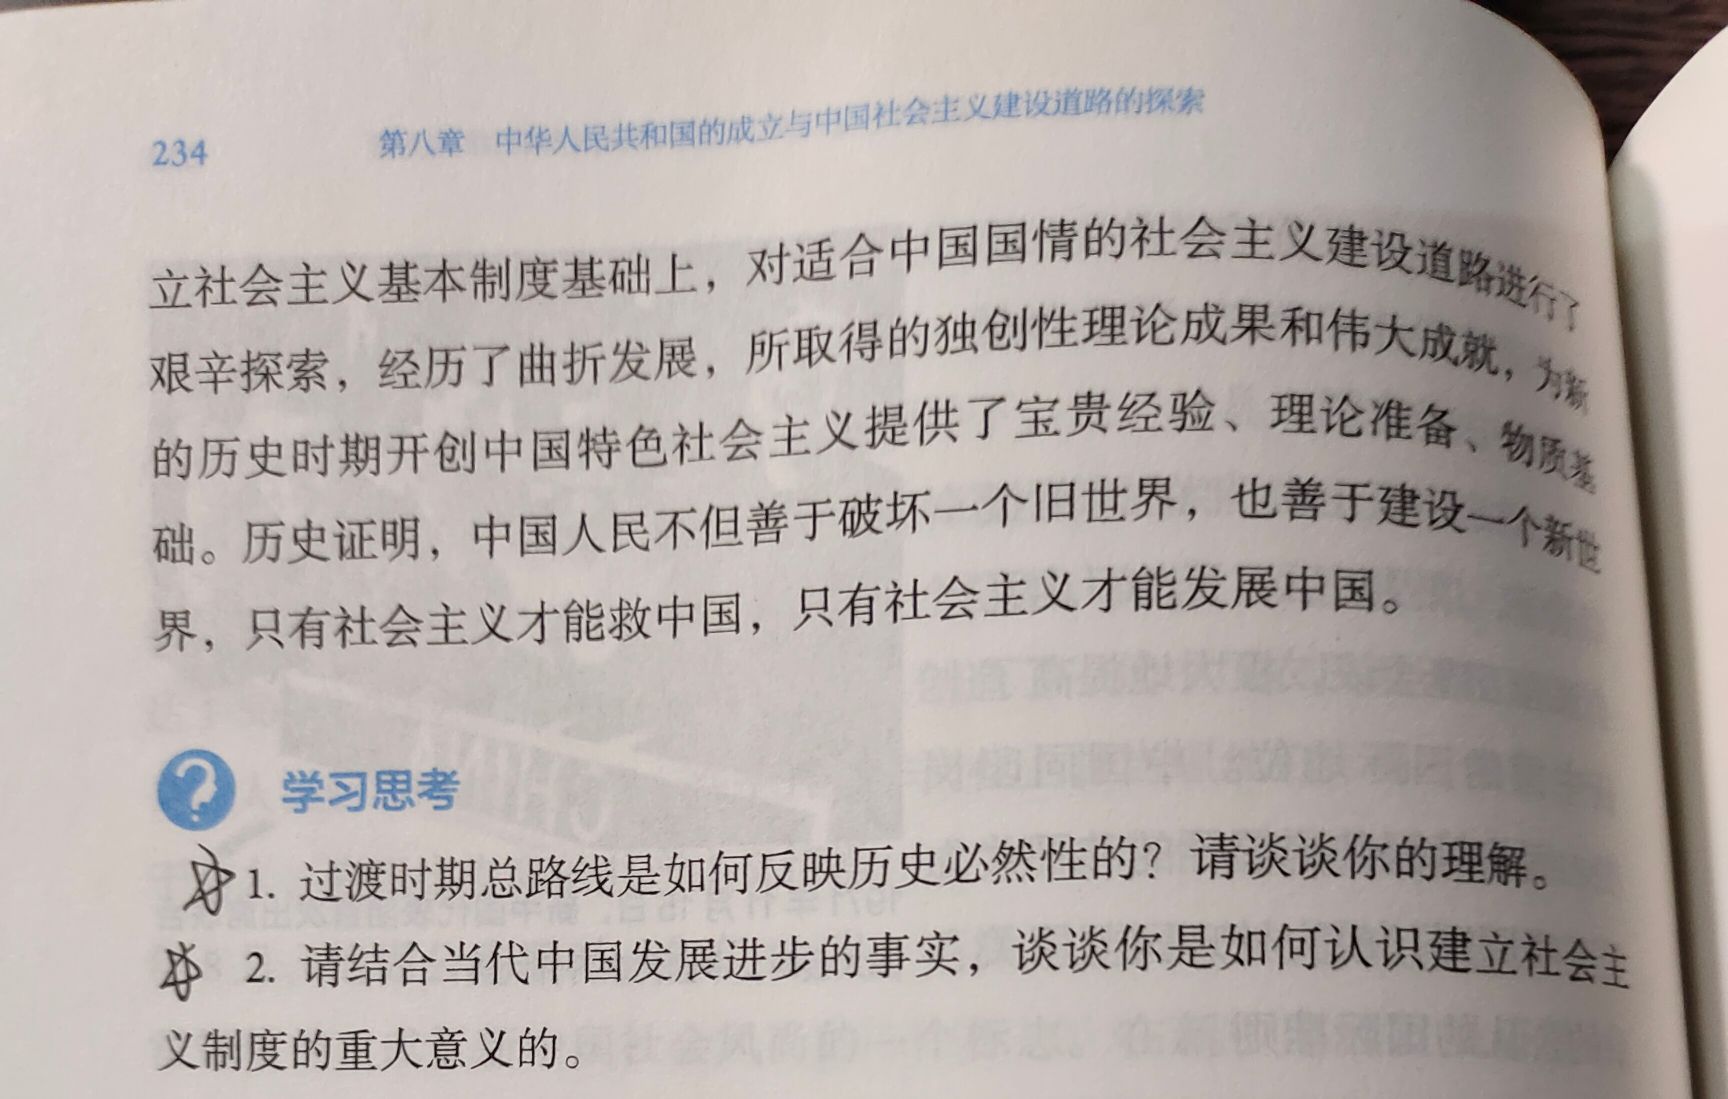 234 第八章 中华人民共和国的成立与中国社会主义建设道路的探索
立社会主义基本制度基础上，对适合中国国情的社会主义建设道路进行了
艰辛探索，经历了曲折发展，所取得的独创性理论成果和伟大成就，为新
的历史时期开创中国特色社会主义提供了宝贵经验、理论准备、物质基
础。历史证明，中国人民不但善于破坏一个旧世界，也善于建设一个新世
界，只有社会主义才能救中国，只有社会主义才能发展中国。
学习思考
1. 过渡时期总路线是如何反映历史必然性的？请谈谈你的理解。
2. 请结合当代中国发展进步的事实，谈谈你是如何认识建立社会主
义制度的重大意义的。